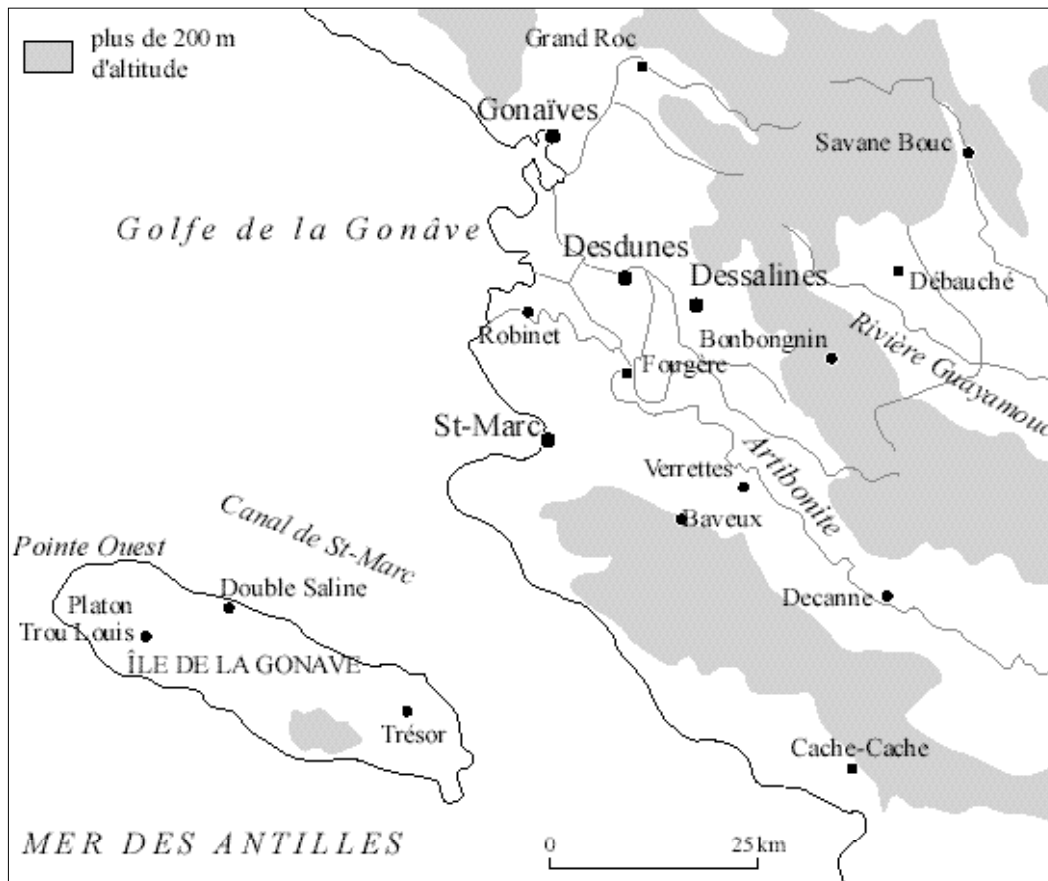 plus de 200 m
d'altitude
Grand Roc
Gonaïves
Savane Bouc
Golfe de la Gonâve
Desdunes
Dessalines
Débauché
Robinet
Bonbongnin
Rivière Guayamouc
Fougère
St-Marc
Verrettes
Artibonite
Baveux
Canal de St-Marc
Pointe Ouest
Double Saline
Platon
Trou Louis
Decanne
ÎLE DE LA GONAVE
Trésor
Cache-Cache
MER DES ANTILLES
0 25 km